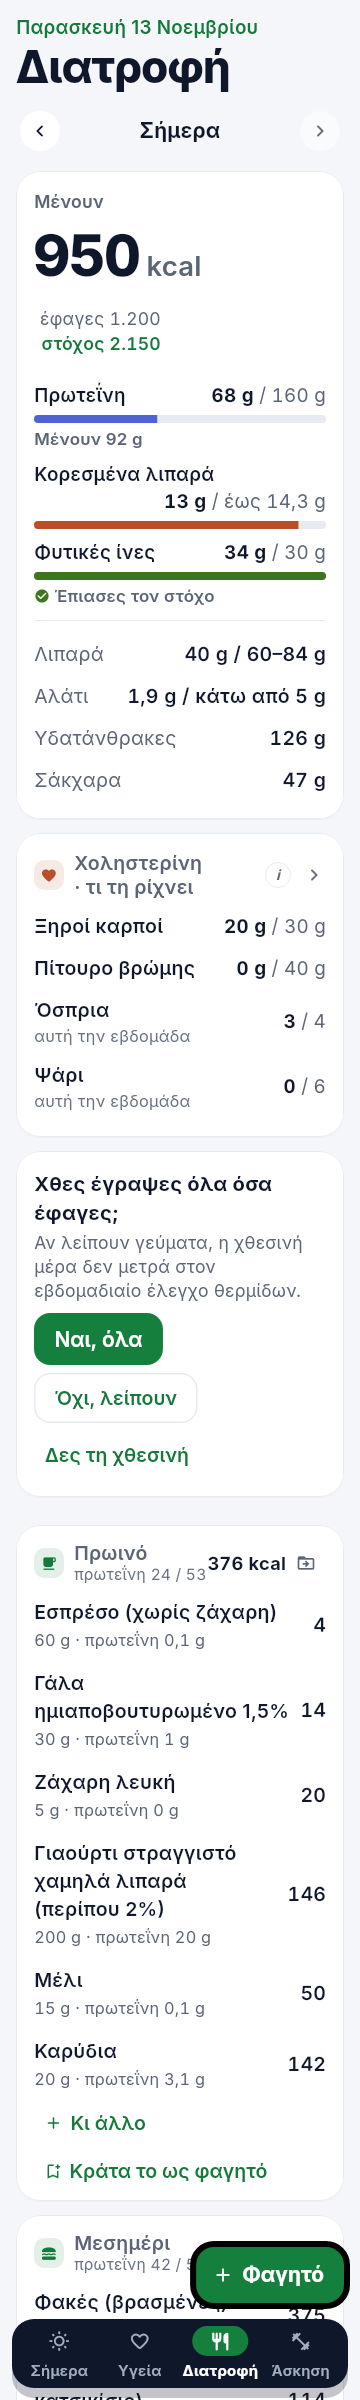 Παρασκευή 13 Νοεμβρίου
Διατροφή
Σήμερα
Μένουν
950 kcal
έφαγες 1.200
στόχος 2.150
Πρωτεΐνη 68 g / 160 g
Μένουν 92 g
Κορεσμένα λιπαρά
13 g / έως 14,3 g
Φυτικές ίνες 34 g / 30 g
Έπιασες τον στόχο
Λιπαρά 40 g / 60–84 g
Αλάτι 1,9 g / κάτω από 5 g
Υδατάνθρακες 126 g
Σάκχαρα 47 g
Χοληστερίνη
· τι τη ρίχνει
i
Ξηροί καρποί 20 g / 30 g
Πίτουρο βρώμης 0 g / 40 g
Όσπρια
αυτή την εβδομάδα
3 / 4
Ψάρι
αυτή την εβδομάδα
0 / 6
Χθες έγραψες όλα όσα
έφαγες;
Αν λείπουν γεύματα, η χθεσινή
μέρα δεν μετρά στον
εβδομαδιαίο έλεγχο θερμίδων.
Ναι, όλα
Όχι, λείπουν
Δες τη χθεσινή
Πρωινό
πρωτεΐνη 24 / 53
376 kcal
Εσπρέσο (χωρίς ζάχαρη)
60 g · πρωτεΐνη 0,1 g
4
Γάλα
ημιαποβουτυρωμένο 1,5%
30 g · πρωτεΐνη 1 g
14
Ζάχαρη λευκή
5 g · πρωτεΐνη 0 g
20
Γιαούρτι στραγγιστό
χαμηλά λιπαρά
(περίπου 2%)
200 g · πρωτεΐνη 20 g
146
Μέλι
15 g · πρωτεΐνη 0,1 g
50
Καρύδια
20 g · πρωτεΐνη 3,1 g
142
+ Κι άλλο
Κράτα το ως φαγητό
Μεσημέρι
πρωτεΐνη 42 / 5
+ Φαγητό
Φακές
375
Σήμερα Υγεία Διατροφή Άσκηση